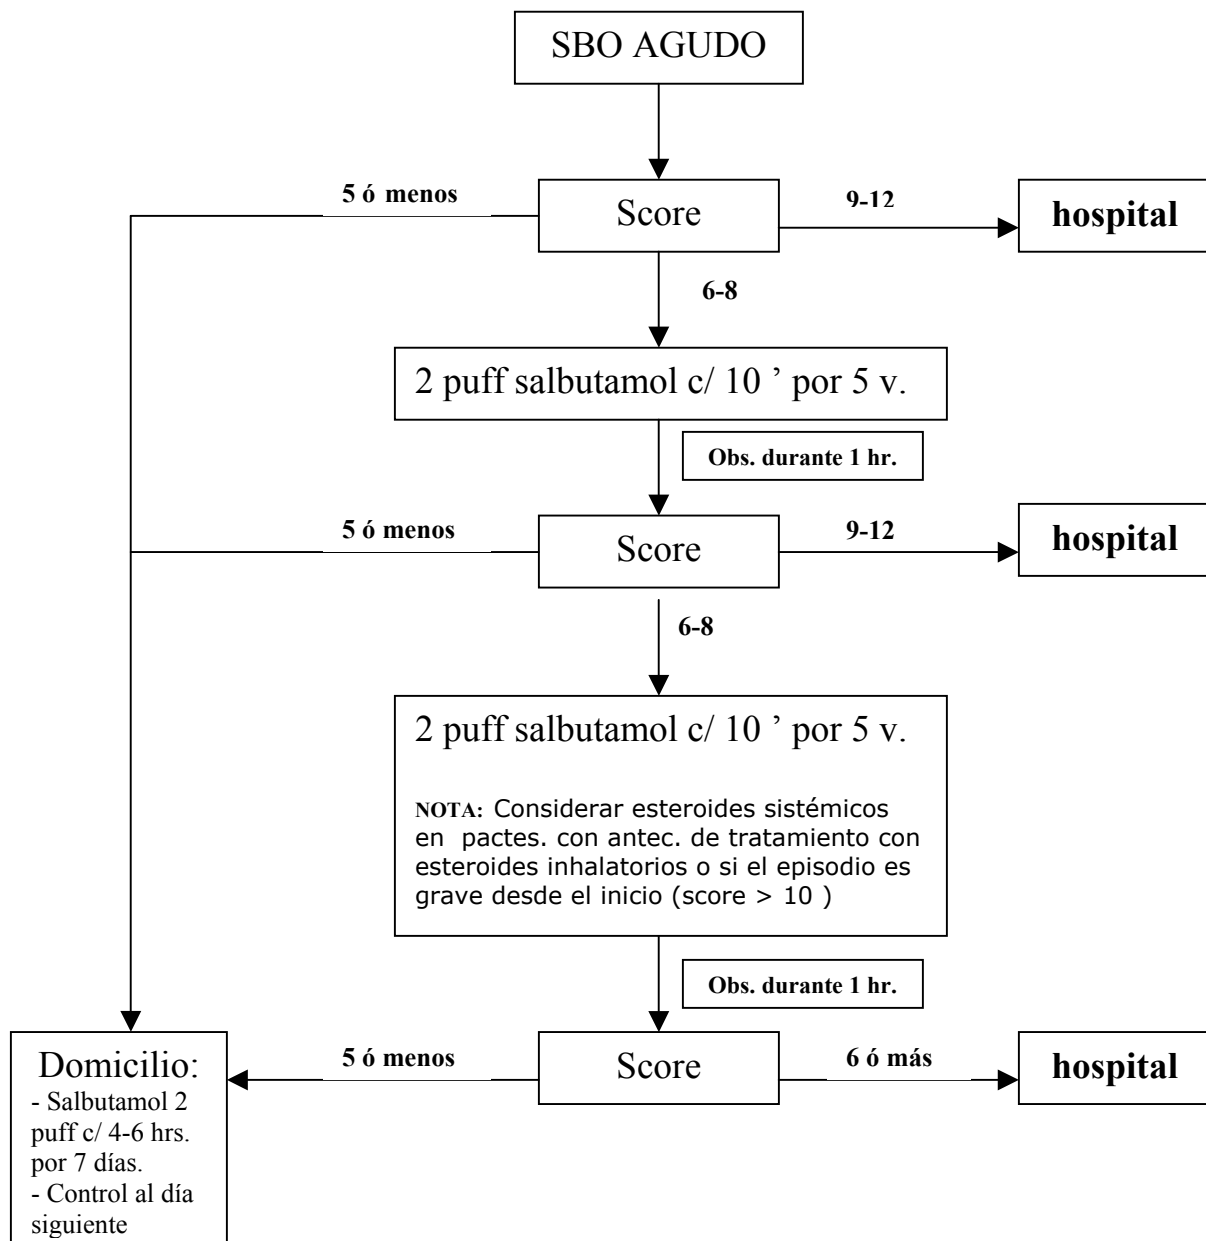 SBO AGUDO
5 ó menos
Score
9-12
hospital
6-8
2 puff salbutamol c/ 10 ’ por 5 v.
Obs. durante 1 hr.
5 ó menos
Score
9-12
hospital
6-8
2 puff salbutamol c/ 10 ’ por 5 v.
NOTA: Considerar esteroides sistémicos
en pactes. con antec. de tratamiento con
esteroides inhalatorios o si el episodio es
grave desde el inicio (score > 10 )
Obs. durante 1 hr.
Domicilio:
- Salbutamol 2
puff c/ 4-6 hrs.
por 7 días.
- Control al día
siguiente
5 ó menos
Score
6 ó más
hospital